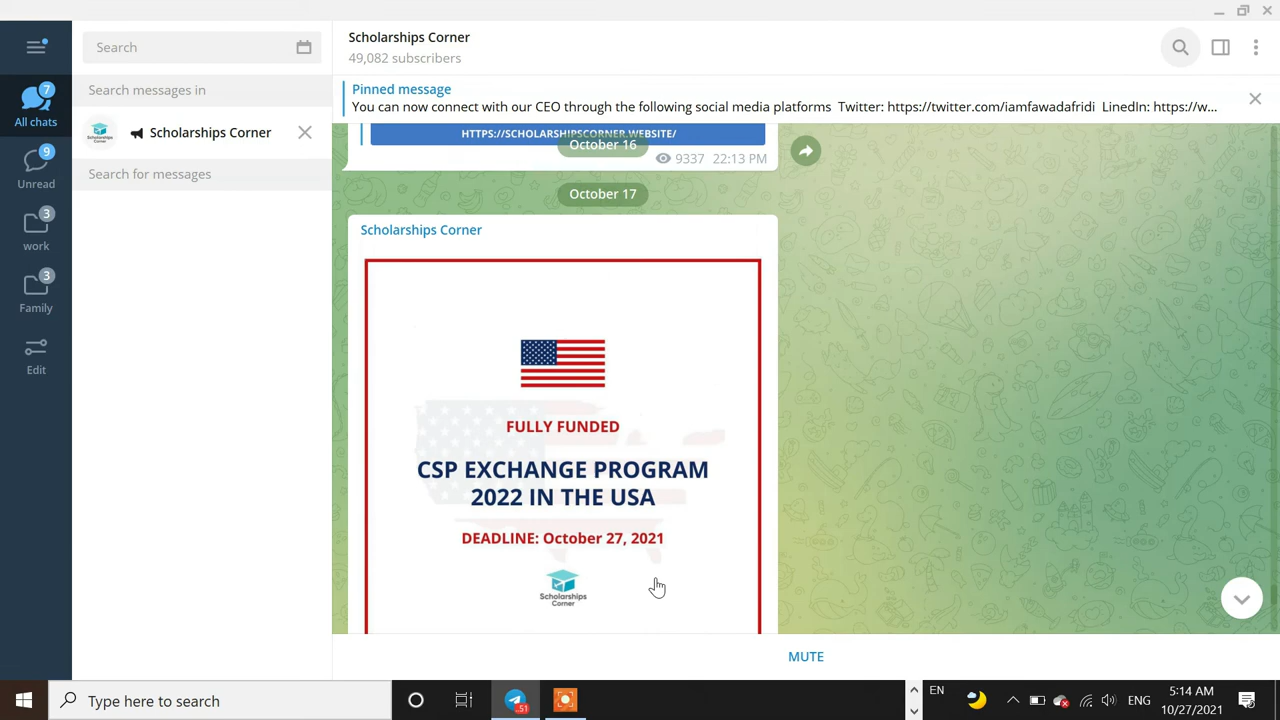 Search
Search messages in
Scholarships Corner
Search for messages
7
All chats
9
Unread
3
work
3
Family
Edit
Scholarships Corner
49,082 subscribers
Pinned message
You can now connect with our CEO through the following social media platforms Twitter: https://twitter.com/iamfawadafridi LinedIn: https://w...
HTTPS://SCHOLARSHIPSCORNER.WEBSITE/
October 16
9337 22:13 PM
October 17
Scholarships Corner
FULLY FUNDED
CSP EXCHANGE PROGRAM
2022 IN THE USA
DEADLINE: October 27, 2021
Scholarships
Corner
MUTE
Type here to search
.51
EN
ENG
5:14 AM
10/27/2021